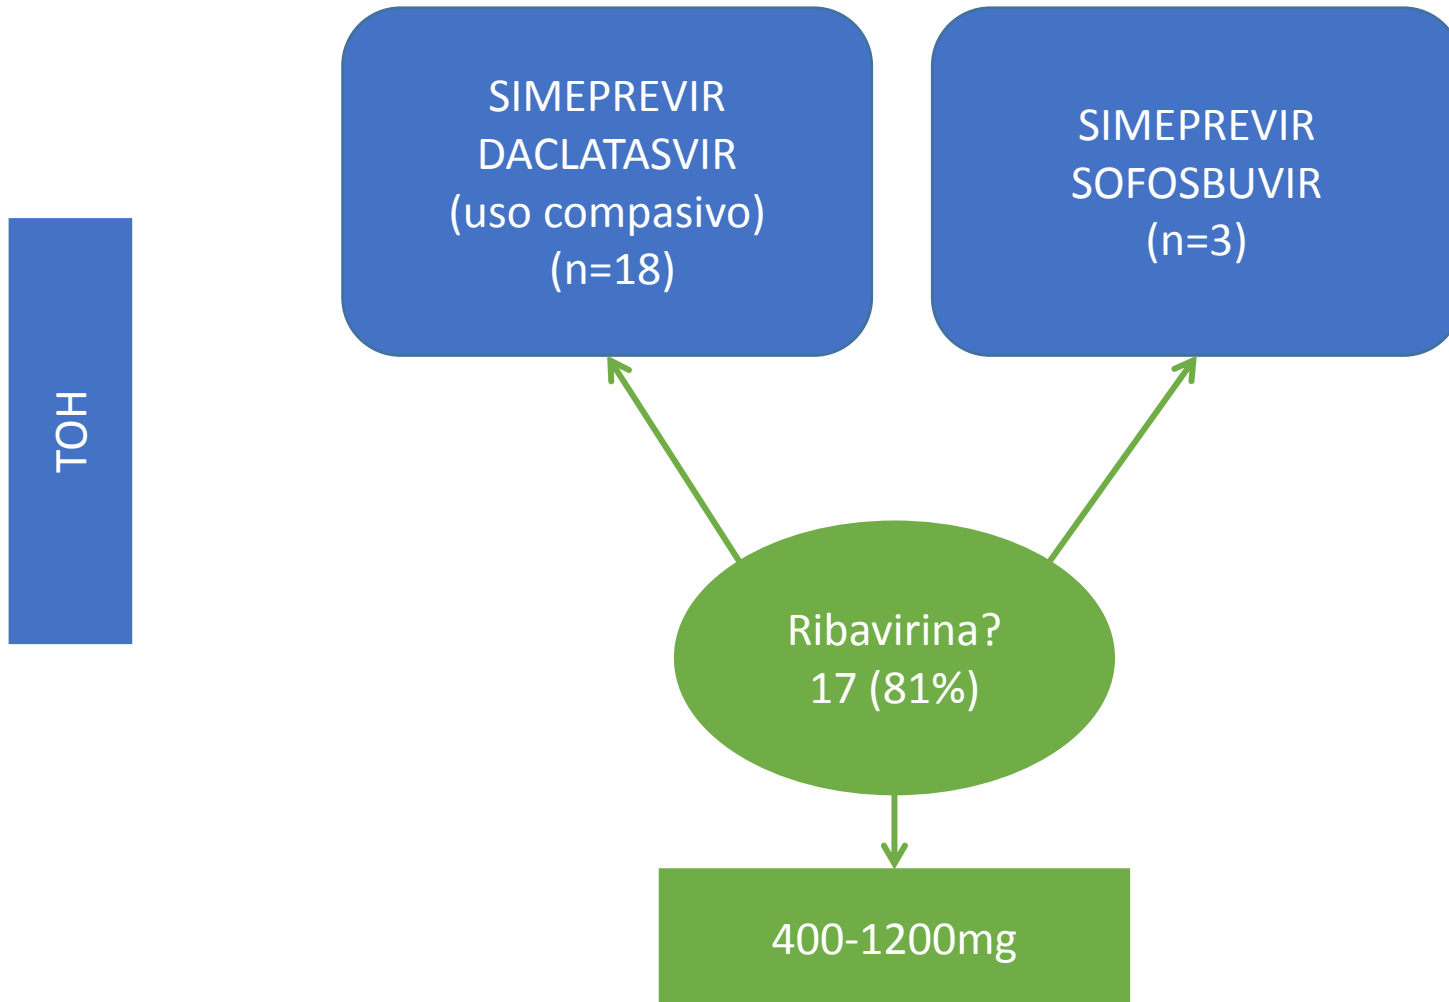 SIMEPREVIR
DACLATASVIR
(uso compasivo)
(n=18)
SIMEPREVIR
SOFOSBUVIR
(n=3)
TOH
Ribavirina?
17 (81%)
400-1200mg